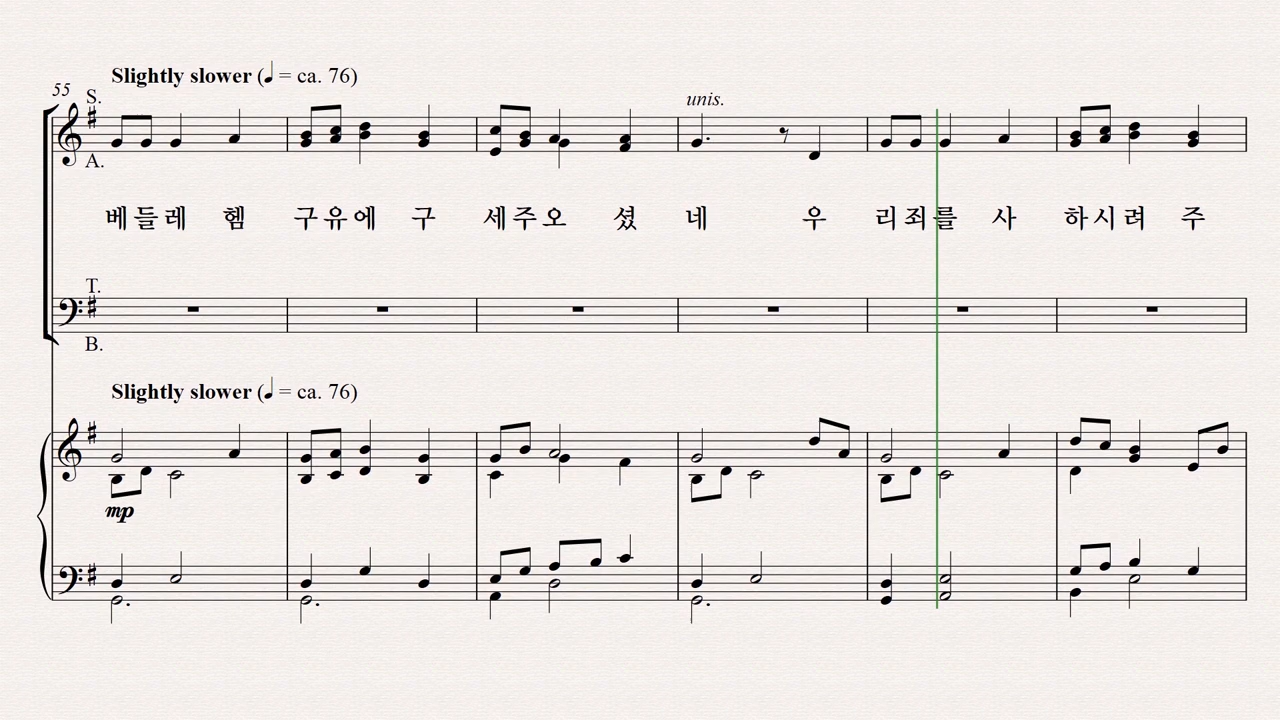 Slightly slower (♩ = ca. 76)
55
S.
unis.
A.
베들레 헴 구유에 구 세주오 셨 네 우 리죄를 사 하시려 주
T.
B.
Slightly slower (♩ = ca. 76)
mp